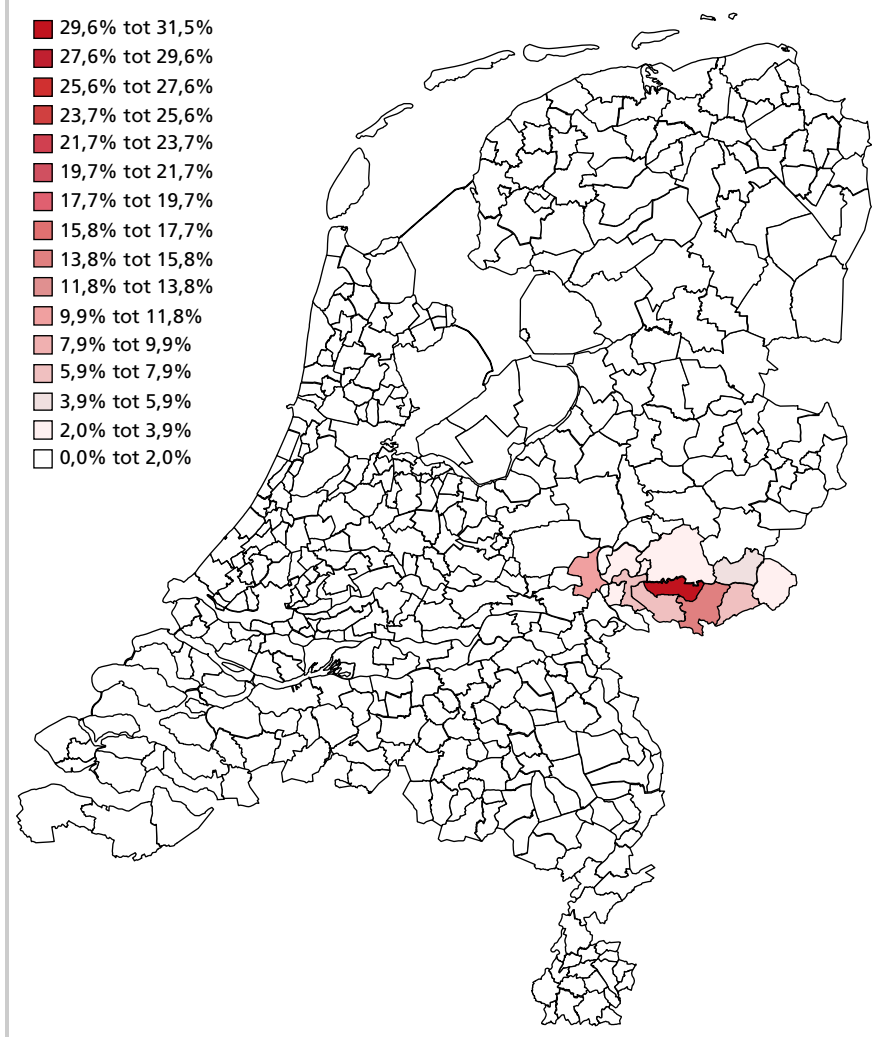 29,6% tot 31,5%
27,6% tot 29,6%
25,6% tot 27,6%
23,7% tot 25,6%
21,7% tot 23,7%
19,7% tot 21,7%
17,7% tot 19,7%
15,8% tot 17,7%
13,8% tot 15,8%
11,8% tot 13,8%
9,9% tot 11,8%
7,9% tot 9,9%
5,9% tot 7,9%
3,9% tot 5,9%
2,0% tot 3,9%
0,0% tot 2,0%